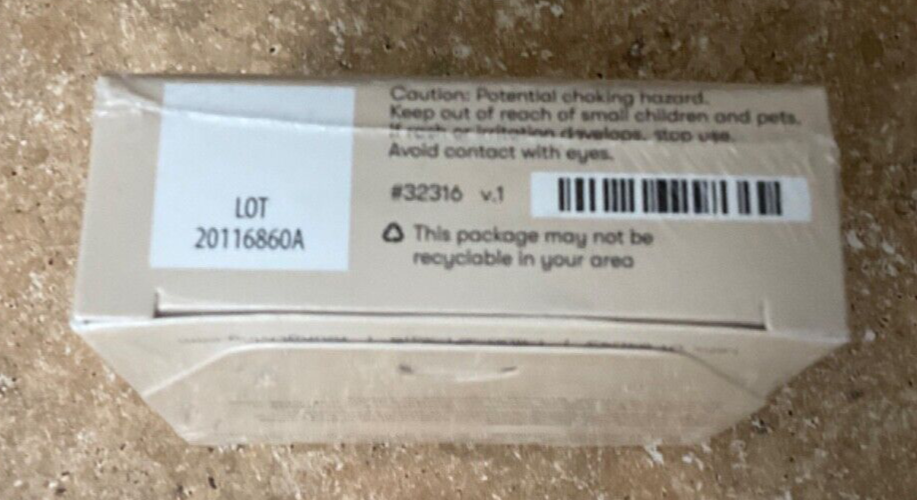 LOT
20116860A
Caution: Potential choking hazard.
Keep out of reach of small children and pets.
If rash or irritation develops, stop use.
Avoid contact with eyes.
#32316 v.1
This package may not be
recyclable in your area